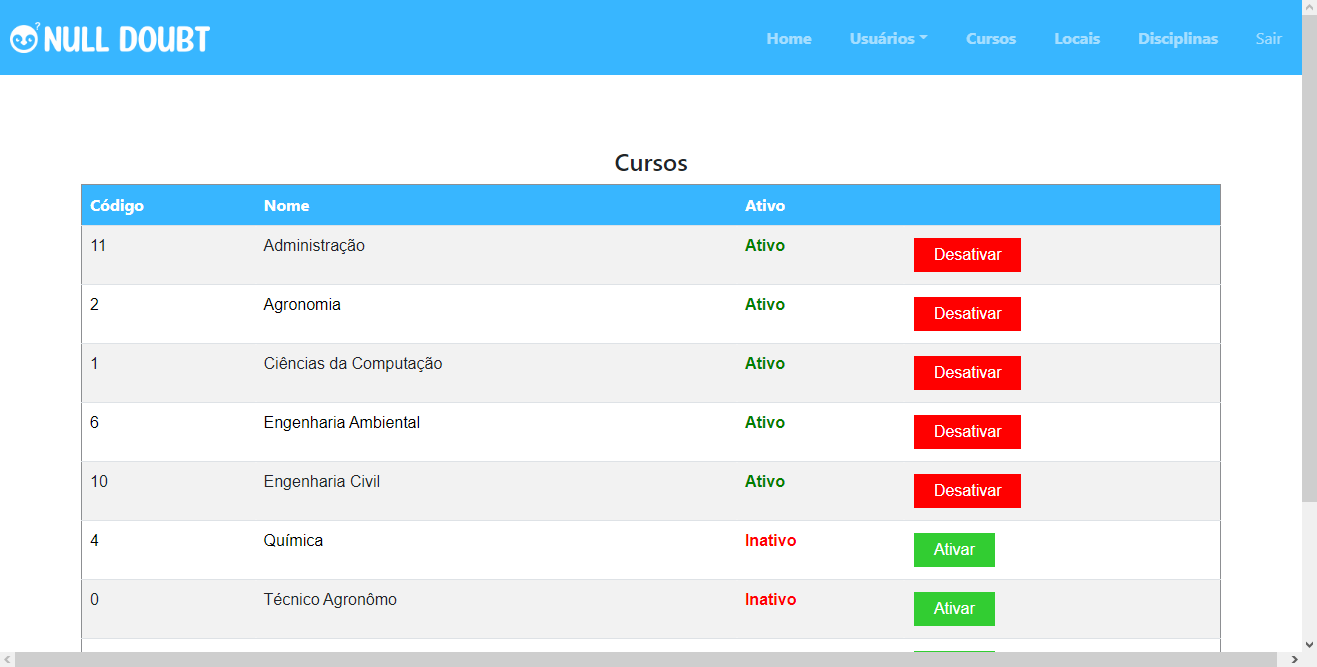 ? NULL DOUBT Home Usuários Cursos Locais Disciplinas Sair
Cursos
Código Nome Ativo
11 Administração Ativo Desativar
2 Agronomia Ativo Desativar
1 Ciências da Computação Ativo Desativar
6 Engenharia Ambiental Ativo Desativar
10 Engenharia Civil Ativo Desativar
4 Química Inativo Ativar
0 Técnico Agronômo Inativo Ativar